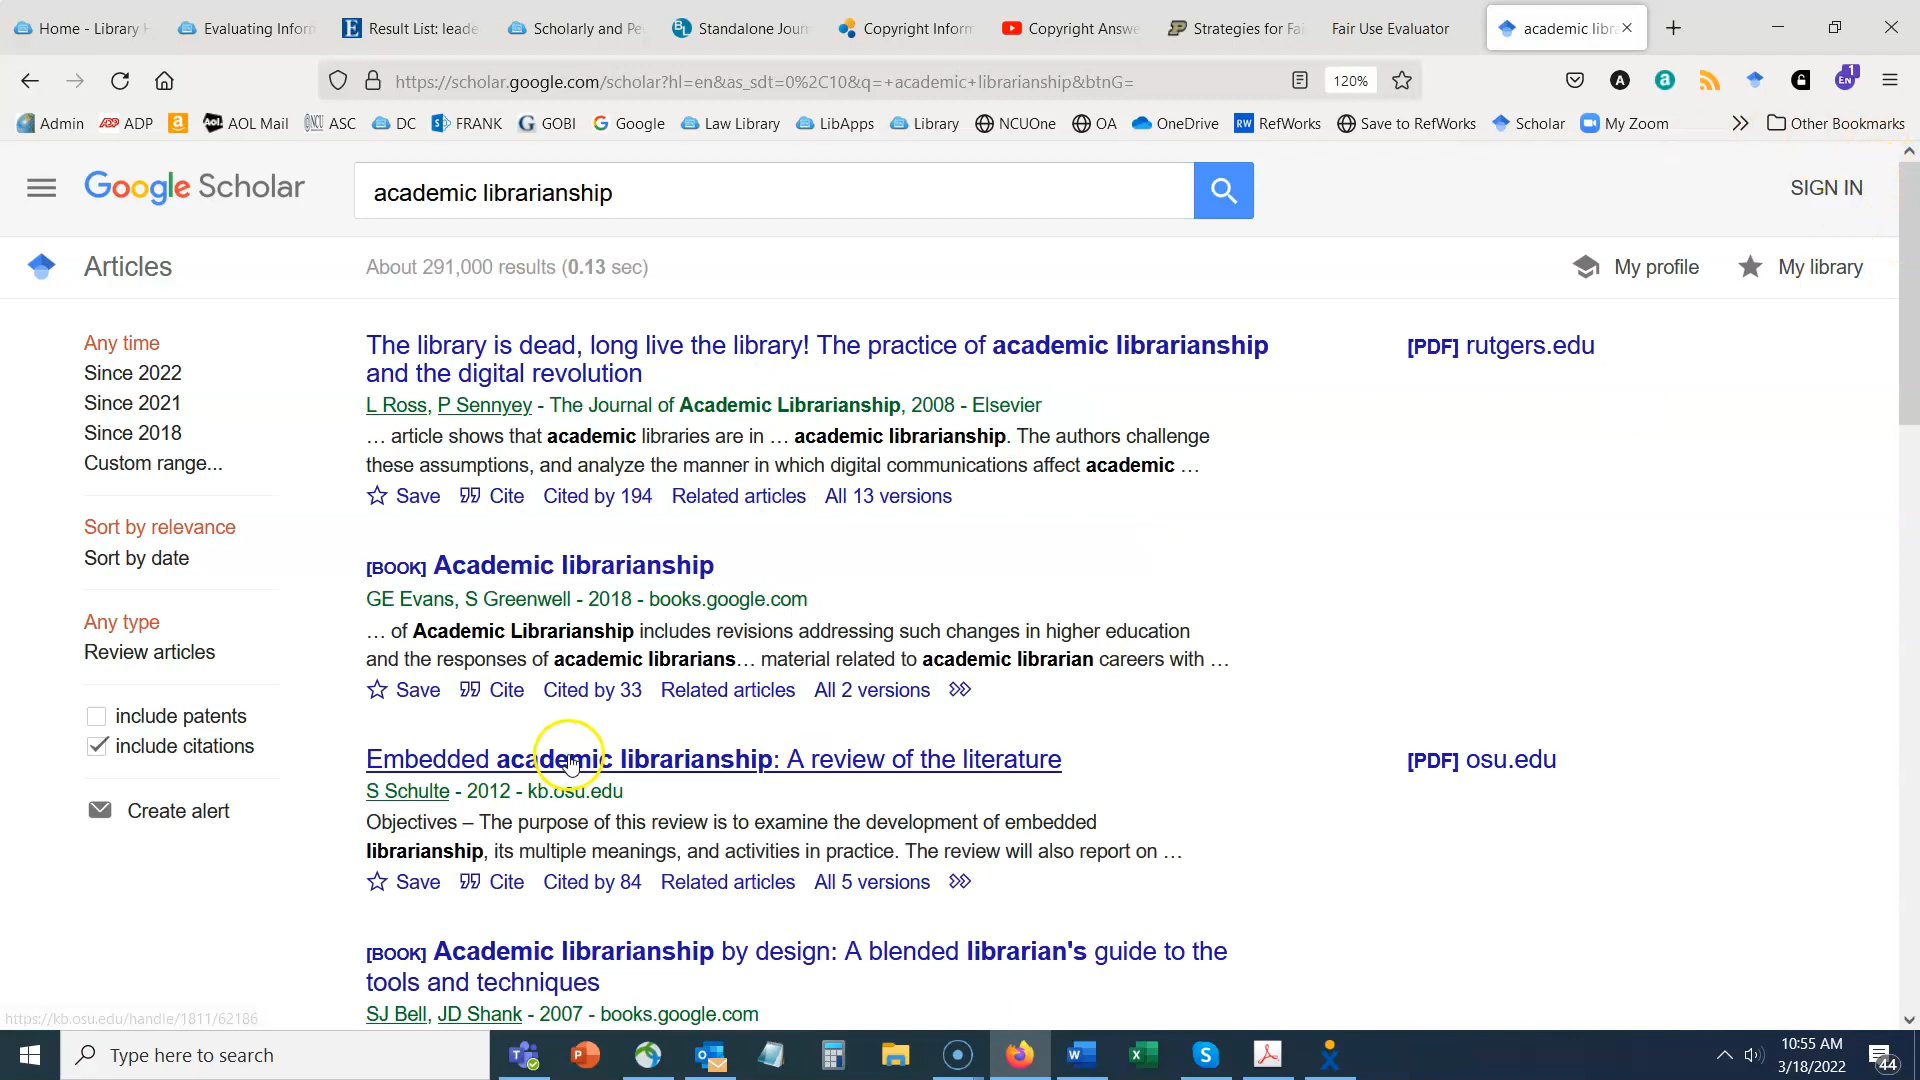 Home - Library
Evaluating Inform
Result List: leade
Scholarly and Pe
Standalone Jour
Copyright Inform
Copyright Answe
Strategies for Fai
Fair Use Evaluator
academic libra
https://scholar.google.com/scholar?hl=en&as_sdt=0%2C10&q=+academic+librarianship&btnG=
120%
Admin
ADP
AOL Mail
ASC
DC
FRANK
GOBI
Google
Law Library
LibApps
Library
NCUOne
OA
OneDrive
RefWorks
Save to RefWorks
Scholar
My Zoom
Other Bookmarks
Google Scholar
academic librarianship
SIGN IN
Articles
About 291,000 results (0.13 sec)
My profile
My library
Any time
Since 2022
Since 2021
Since 2018
Custom range...
Sort by relevance
Sort by date
Any type
Review articles
include patents
include citations
Create alert
The library is dead, long live the library! The practice of academic librarianship
and the digital revolution
[PDF] rutgers.edu
L Ross, P Sennyey - The Journal of Academic Librarianship, 2008 - Elsevier
… article shows that academic libraries are in … academic librarianship. The authors challenge
these assumptions, and analyze the manner in which digital communications affect academic …
Save Cite Cited by 194 Related articles All 13 versions
[BOOK] Academic librarianship
GE Evans, S Greenwell - 2018 - books.google.com
… of Academic Librarianship includes revisions addressing such changes in higher education
and the responses of academic librarians… material related to academic librarian careers with …
Save Cite Cited by 33 Related articles All 2 versions
Embedded academic librarianship: A review of the literature
[PDF] osu.edu
S Schulte - 2012 - kb.osu.edu
Objectives – The purpose of this review is to examine the development of embedded
librarianship, its multiple meanings, and activities in practice. The review will also report on …
Save Cite Cited by 84 Related articles All 5 versions
[BOOK] Academic librarianship by design: A blended librarian's guide to the
tools and techniques
SJ Bell, JD Shank - 2007 - books.google.com
https://kb.osu.edu/handle/1811/62186
Type here to search
10:55 AM
3/18/2022
44